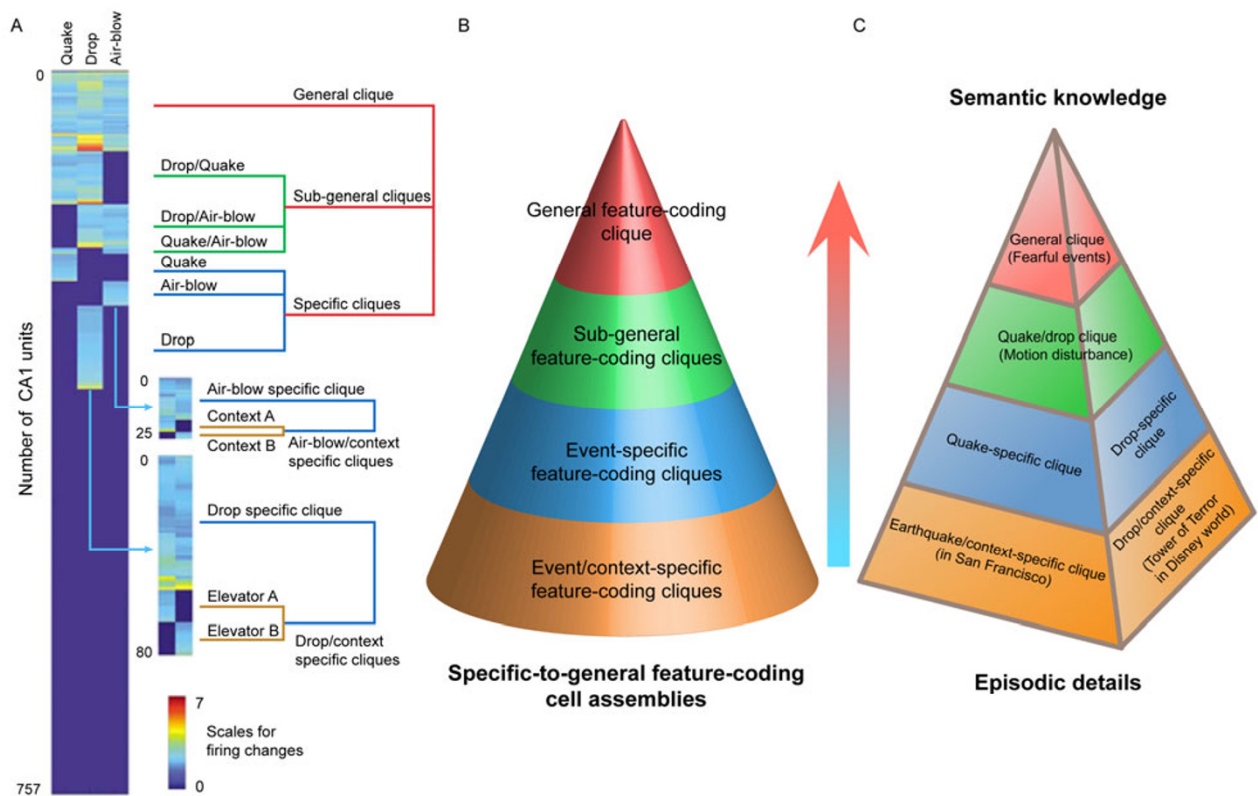 A
Quake
Drop
Air-blow
0
Number of CA1 units
757
General clique
Drop/Quake
Sub-general cliques
Drop/Air-blow
Quake/Air-blow
Quake
Air-blow
Specific cliques
Drop
0
25
Air-blow specific clique
Context A
Context B
Air-blow/context
specific cliques
0
80
Drop specific clique
Elevator A
Elevator B
Drop/context
specific cliques
7
Scales for
firing changes
0
B
General feature-coding
clique
Sub-general
feature-coding cliques
Event-specific
feature-coding cliques
Event/context-specific
feature-coding cliques
Specific-to-general feature-coding
cell assemblies
C
Semantic knowledge
General clique
(Fearful events)
Quake/drop clique
(Motion disturbance)
Quake-specific clique
Drop-specific
clique
Earthquake/context-specific clique
(in San Francisco)
Drop/context-specific
clique
(Tower of Terror
in Disney world)
Episodic details